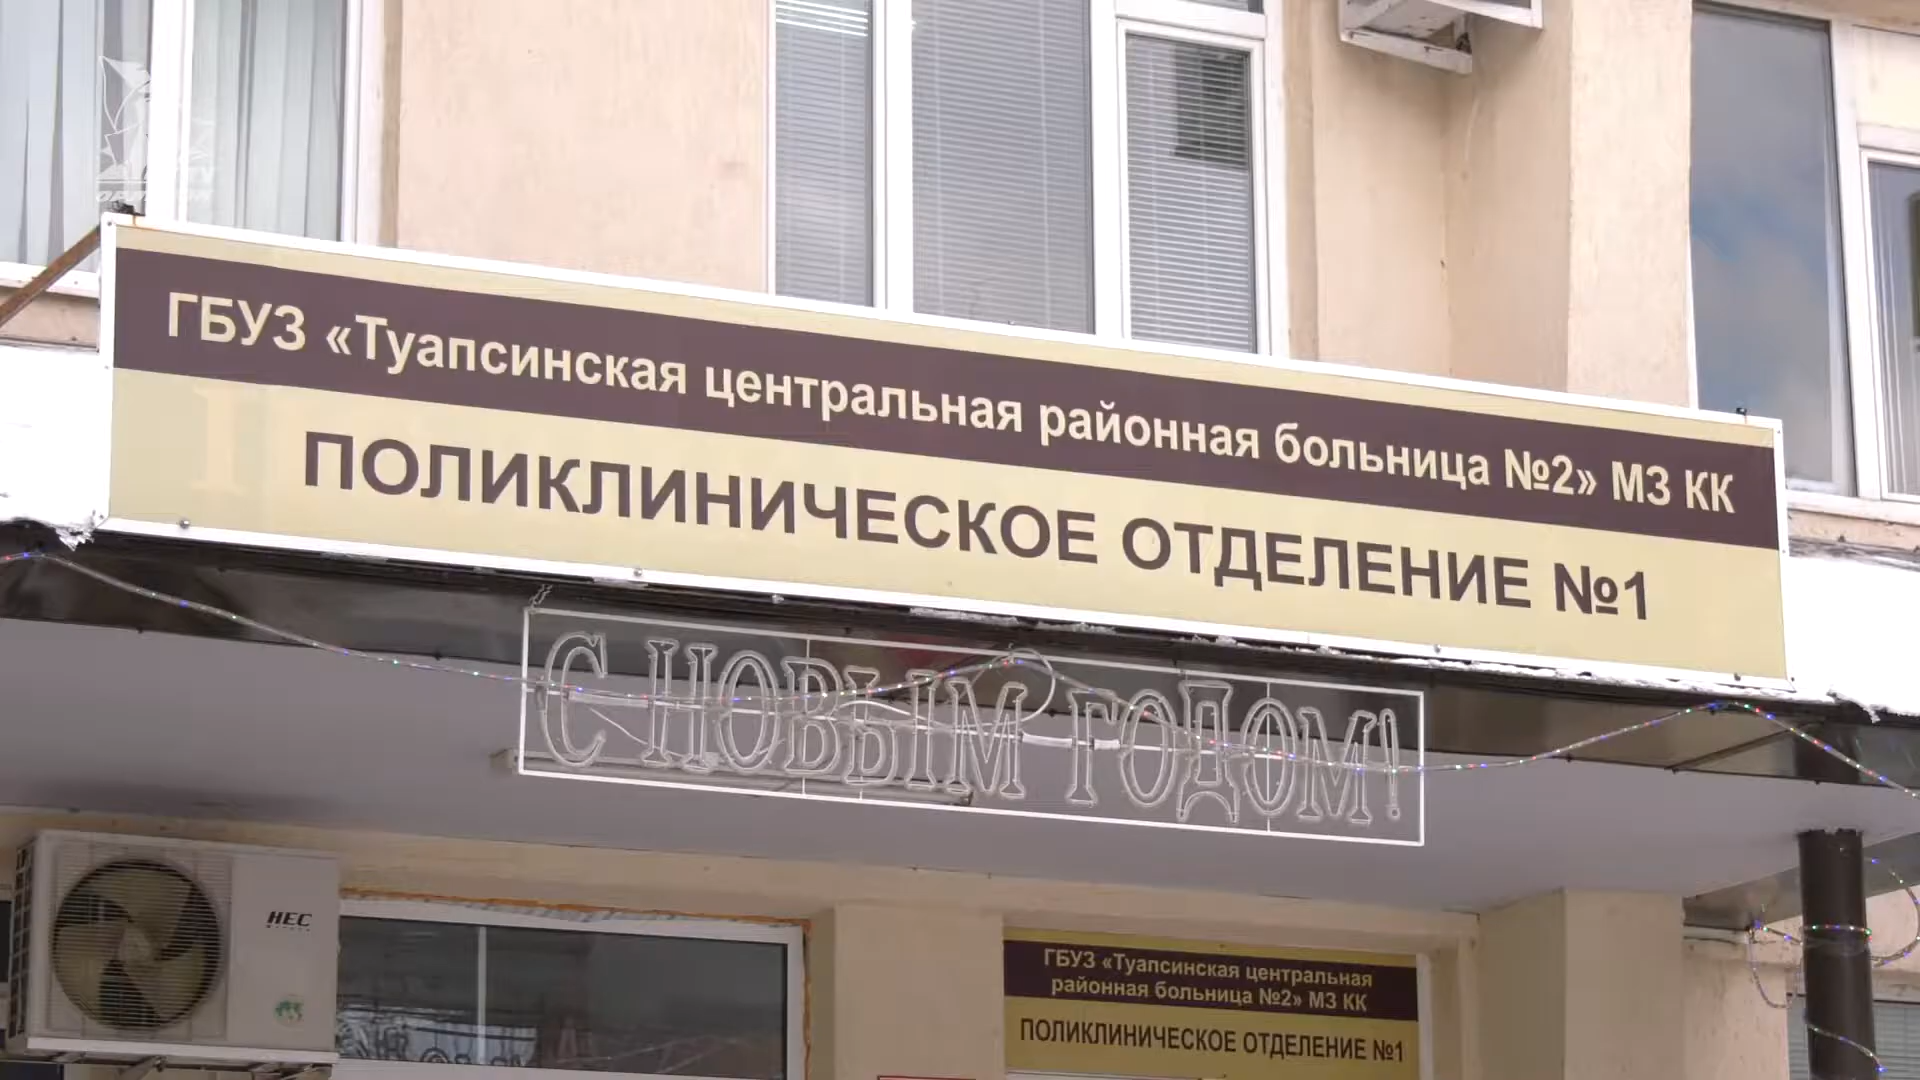 ГБУЗ «Туапсинская центральная районная больница №2» МЗ КК
ПОЛИКЛИНИЧЕСКОЕ ОТДЕЛЕНИЕ №1
С НОВЫМ ГОДОМ!
HEC
ГБУЗ «Туапсинская центральная
районная больница №2» МЗ КК
ПОЛИКЛИНИЧЕСКОЕ ОТДЕЛЕНИЕ №1